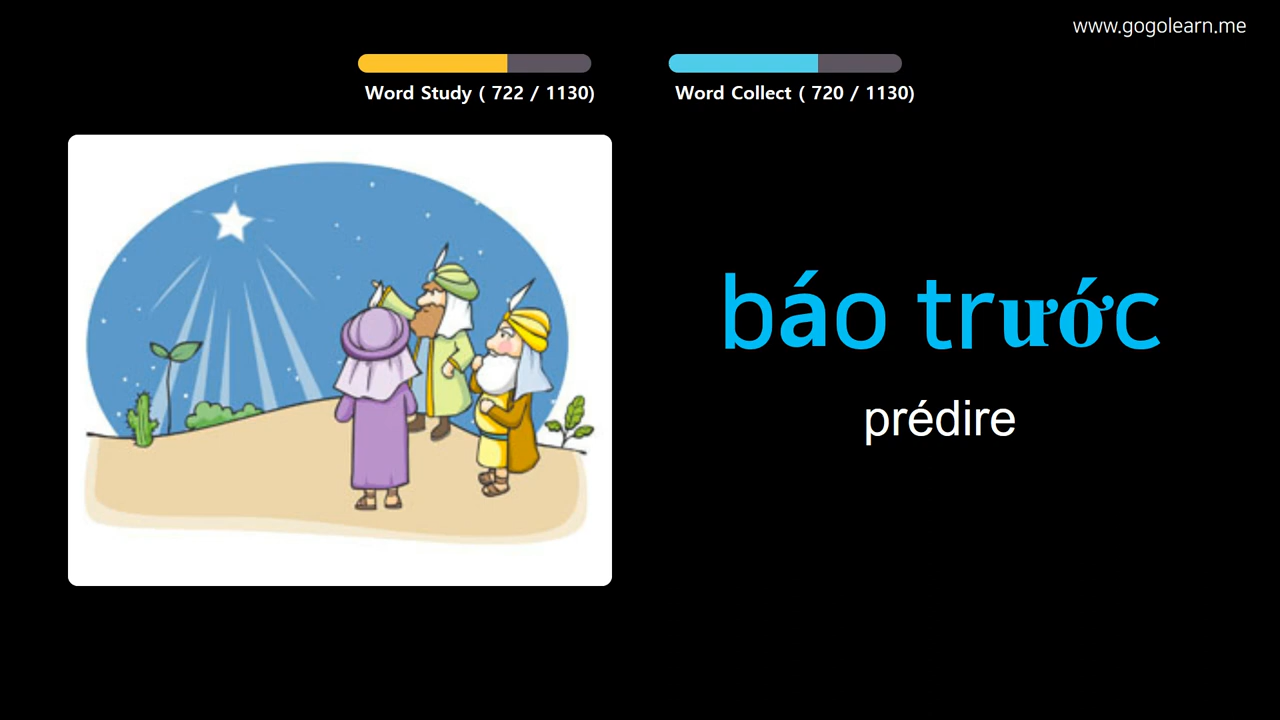 www.gogolearn.me
Word Study ( 722 / 1130)
Word Collect ( 720 / 1130)
báo trước
prédire